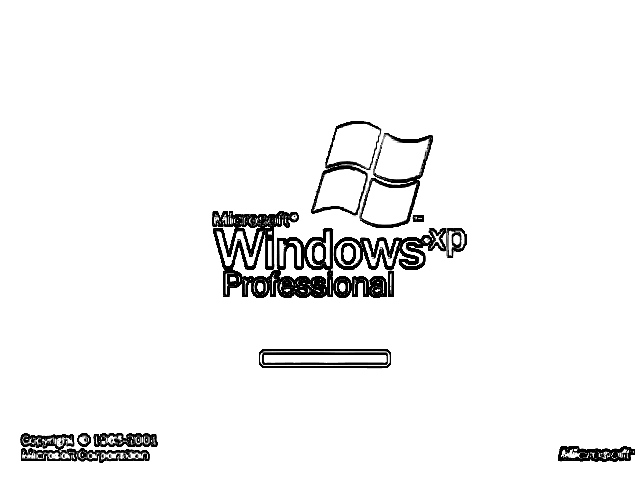 Microsoft®
Windows xp
Professional
Copyright © 1985-2001
Microsoft Corporation
Microsoft